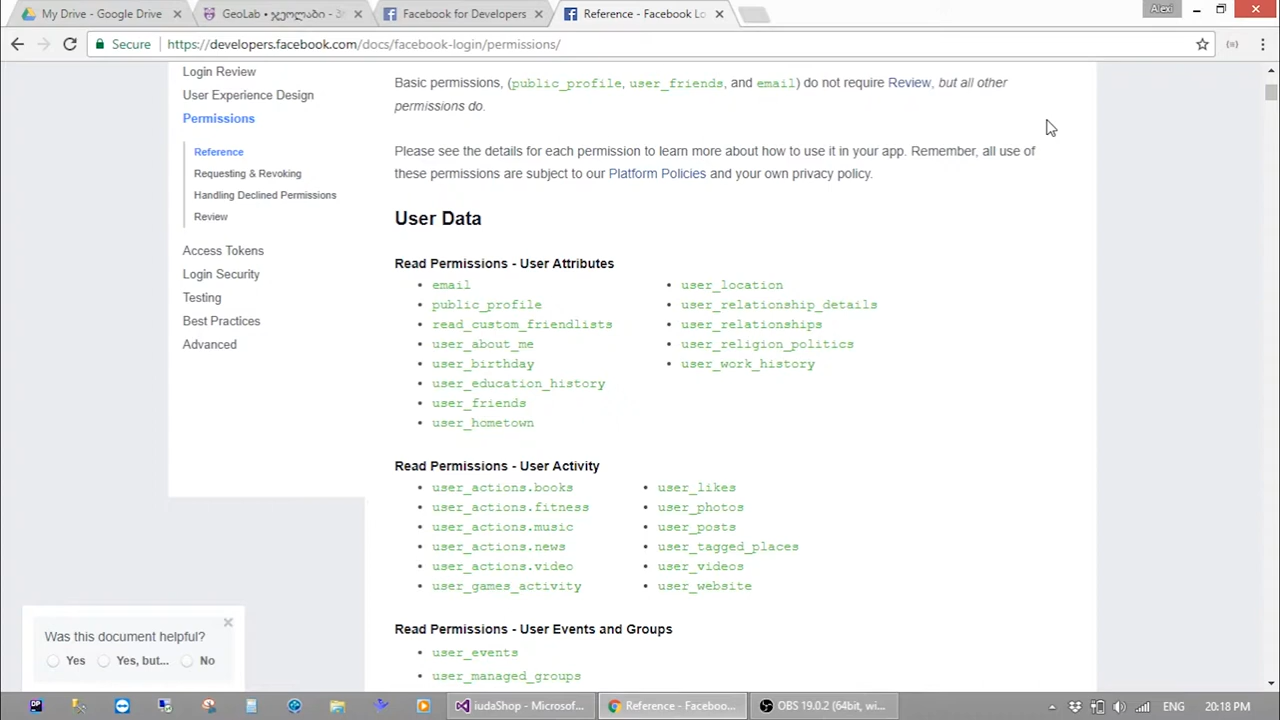 My Drive - Google Drive
GeoLab • ჯეოლაბი - პ
Facebook for Developers
Reference - Facebook Lo
Alexi
Secure
https://developers.facebook.com/docs/facebook-login/permissions/
Login Review
User Experience Design
Permissions
Reference
Requesting & Revoking
Handling Declined Permissions
Review
Access Tokens
Login Security
Testing
Best Practices
Advanced
Basic permissions, (public_profile, user_friends, and email) do not require Review, but all other
permissions do.
Please see the details for each permission to learn more about how to use it in your app. Remember, all use of
these permissions are subject to our Platform Policies and your own privacy policy.
User Data
Read Permissions - User Attributes
email
public_profile
read_custom_friendlists
user_about_me
user_birthday
user_education_history
user_friends
user_hometown
user_location
user_relationship_details
user_relationships
user_religion_politics
user_work_history
Read Permissions - User Activity
user_actions.books
user_actions.fitness
user_actions.music
user_actions.news
user_actions.video
user_games_activity
user_likes
user_photos
user_posts
user_tagged_places
user_videos
user_website
Read Permissions - User Events and Groups
user_events
user_managed_groups
Was this document helpful?
Yes
Yes, but...
No
iudaShop - Microsof...
Reference - Faceboo...
OBS 19.0.2 (64bit, wi...
ENG
20:18 PM